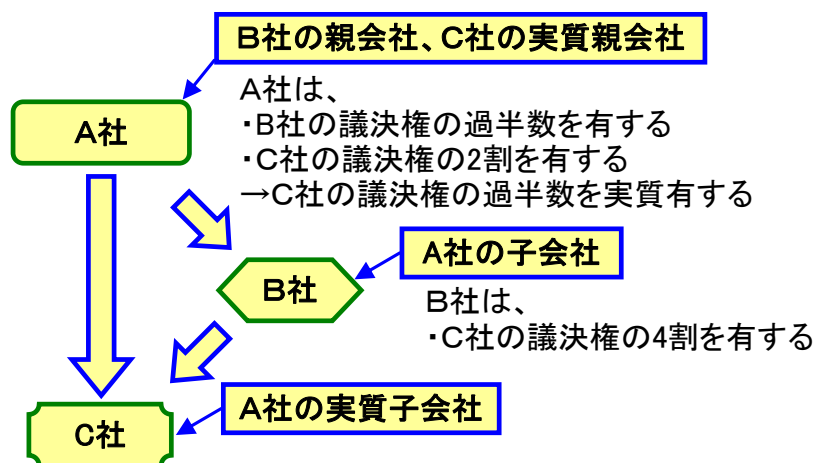 B社の親会社、C社の実質親会社
A社は、
・B社の議決権の過半数を有する
・C社の議決権の2割を有する
→C社の議決権の過半数を実質有する
A社
A社の子会社
B社
B社は、
・C社の議決権の4割を有する
A社の実質子会社
C社